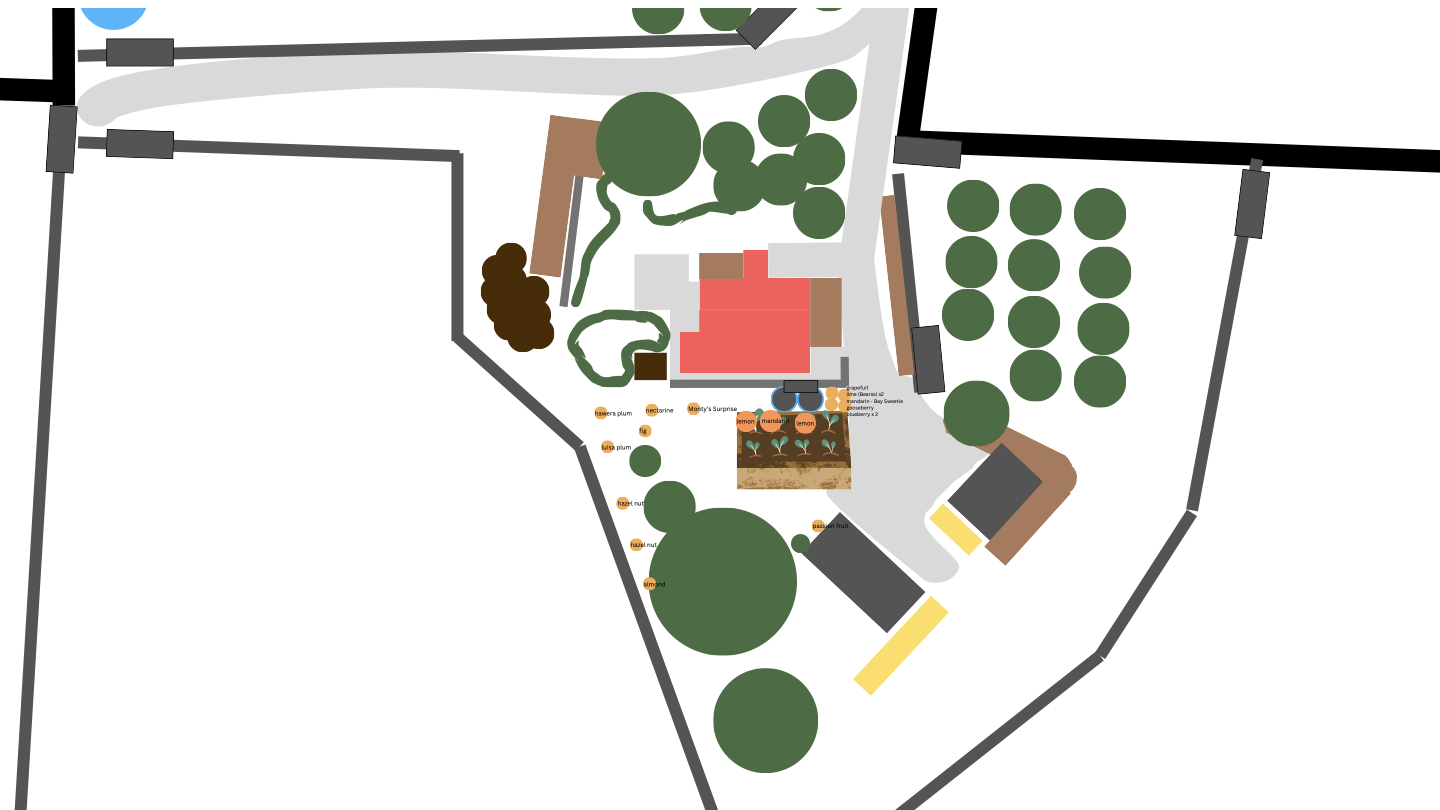 grapefuit
lime (Bearss) x2
mandarin - Bay Sweetie
gooseberry
blueberry x 2
hawera plum
nectarine
Monty's Surprise
lemon
mandarin
lemon
fig
luisa plum
hazel nut
passion fruit
hazel nut
almond